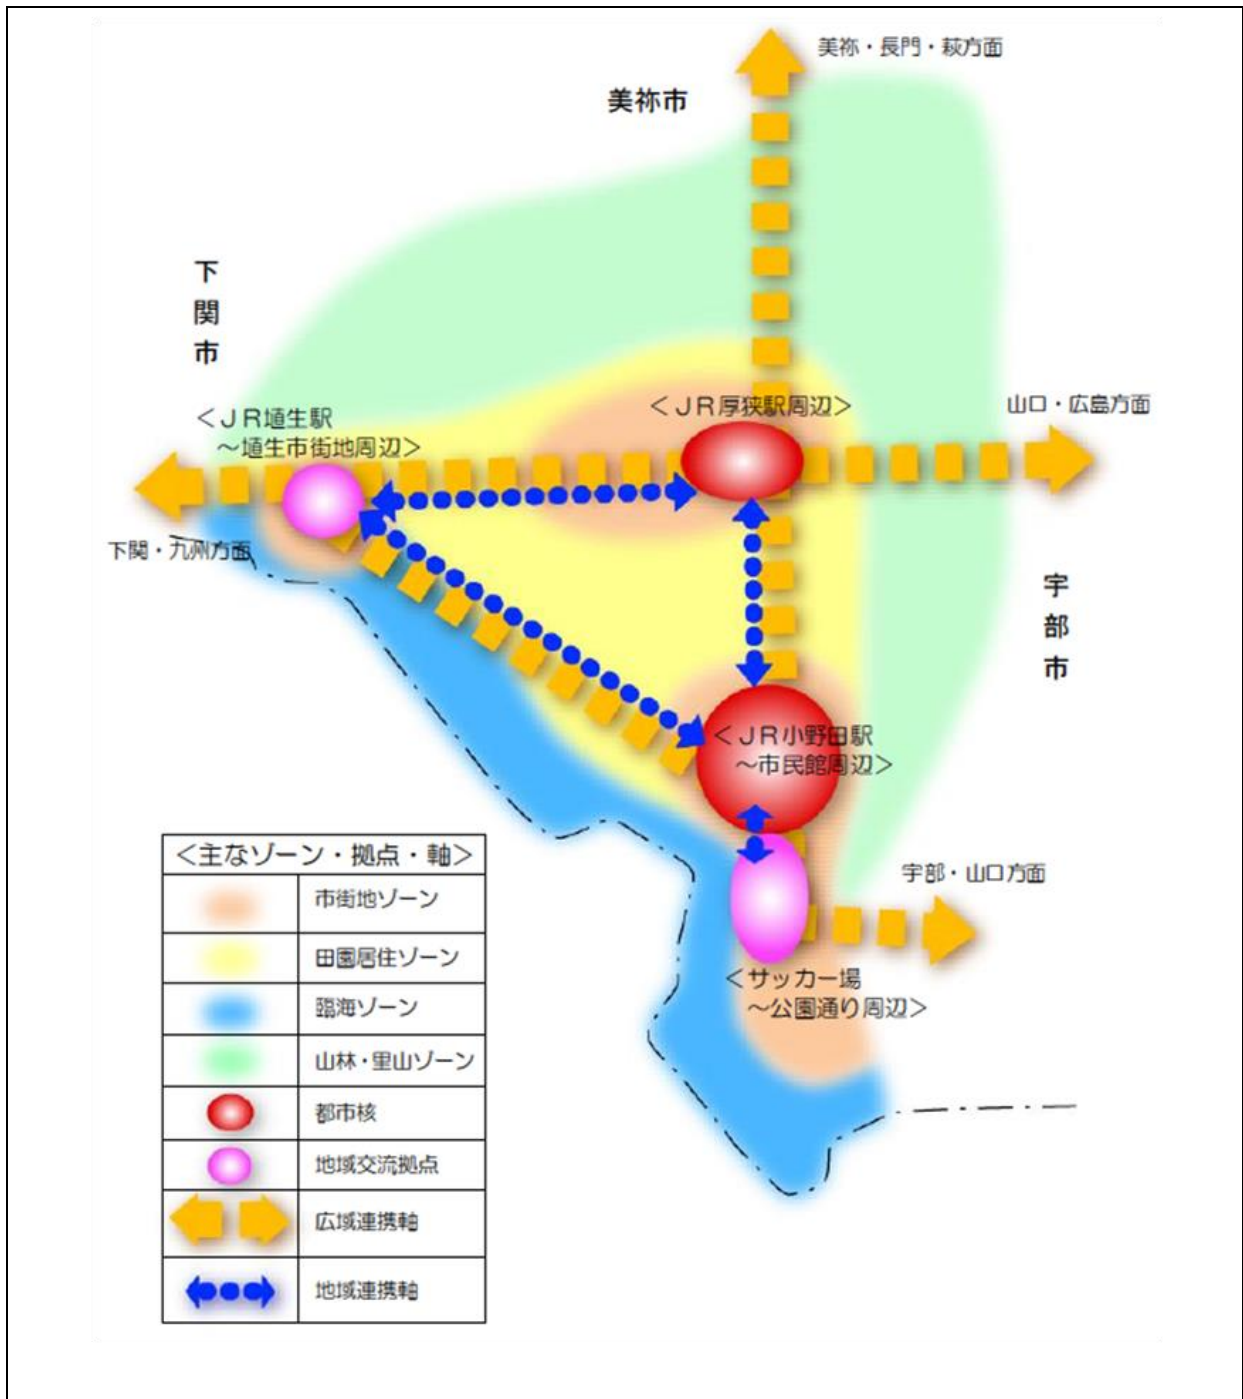 美祢・長門・萩方面
美祢市
下関市
＜ＪＲ埴生駅
～埴生市街地周辺＞
＜ＪＲ厚狭駅周辺＞
山口・広島方面
下関・九州方面
宇部市
＜ＪＲ小野田駅
～市民館周辺＞
宇部・山口方面
＜サッカー場
～公園通り周辺＞
＜主なゾーン・拠点・軸＞
市街地ゾーン
田園居住ゾーン
臨海ゾーン
山林・里山ゾーン
都市核
地域交流拠点
広域連携軸
地域連携軸